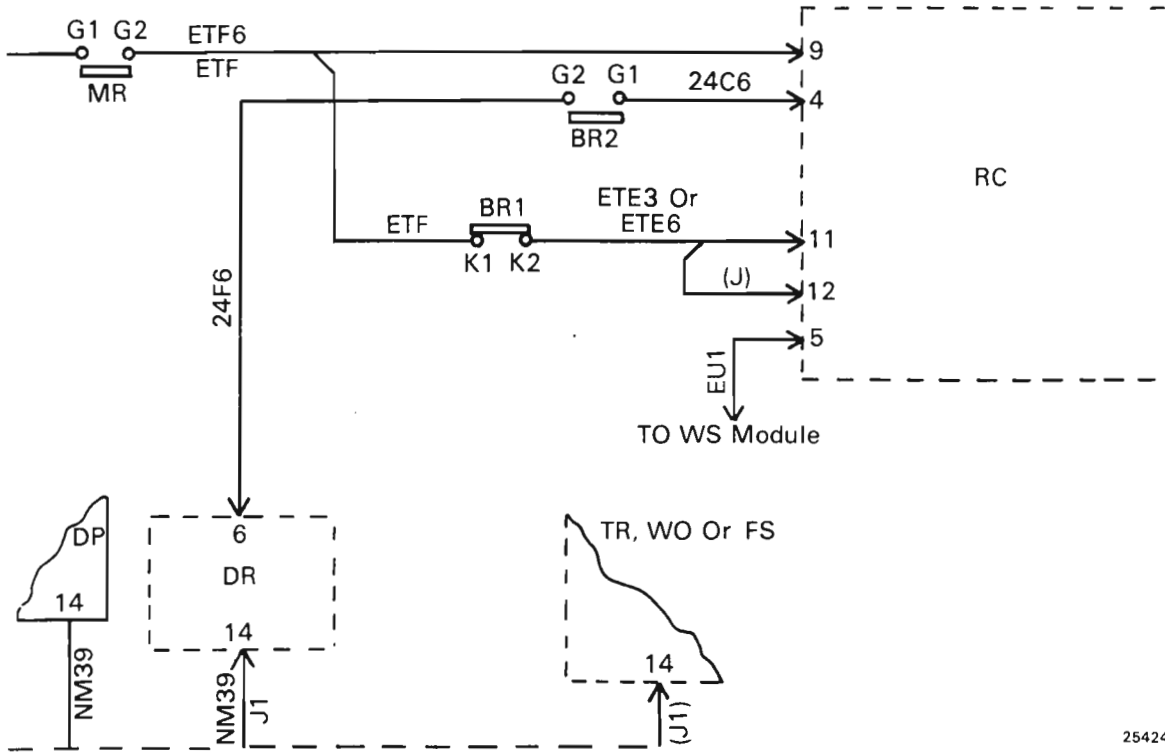 G1 G2 ETF6
ETF
MR
9
G2 G1 24C6
4
BR2
RC
ETE3 Or
ETE6
ETF BR1
K1 K2
11
(J)
12
24F6
5
EU1
TO WS Module
DP
14
NM39
6
DR
14
NM39
J1
TR, WO Or FS
14
(J1)
25424